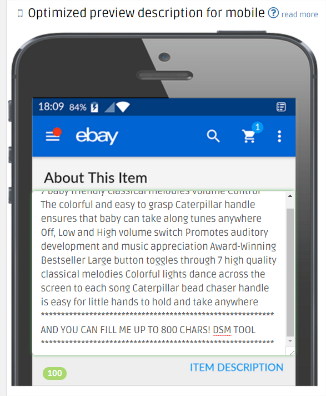 Optimized preview description for mobile ? read more
18:09 84%
ebay
1
About This Item
7 baby friendly classical melodies Volume Control
The colorful and easy to grasp Caterpillar handle
ensures that baby can take along tunes anywhere
Off, Low and High volume switch Promotes auditory
development and music appreciation Award-Winning
Bestseller Large button toggles through 7 high quality
classical melodies Colorful lights dance across the
screen to each song Caterpillar bead chaser handle
is easy for little hands to hold and take anywhere
************************************************************
AND YOU CAN FILL ME UP TO 800 CHARS! DSM TOOL
************************************************************
100
ITEM DESCRIPTION